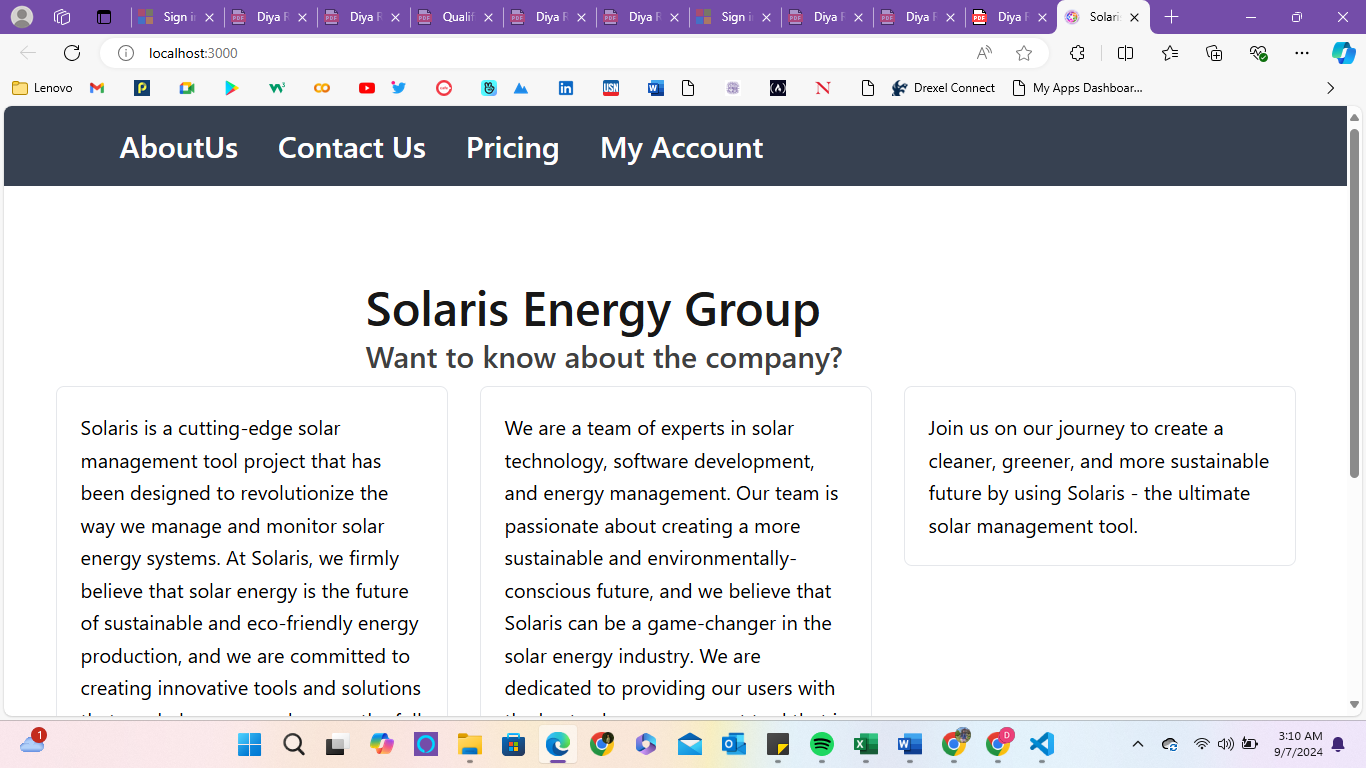 Sign i
Diya R
Diya R
Qualif
Diya R
Diya R
Sign i
Diya R
Diya R
Diya R
Solaris
localhost:3000
Lenovo
USN
Drexel Connect
My Apps Dashboar...
AboutUs Contact Us Pricing My Account
Solaris Energy Group
Want to know about the company?
Solaris is a cutting-edge solar
management tool project that has
been designed to revolutionize the
way we manage and monitor solar
energy systems. At Solaris, we firmly
believe that solar energy is the future
of sustainable and eco-friendly energy
production, and we are committed to
creating innovative tools and solutions
We are a team of experts in solar
technology, software development,
and energy management. Our team is
passionate about creating a more
sustainable and environmentally-
conscious future, and we believe that
Solaris can be a game-changer in the
solar energy industry. We are
dedicated to providing our users with
Join us on our journey to create a
cleaner, greener, and more sustainable
future by using Solaris - the ultimate
solar management tool.
1
D
3:10 AM
9/7/2024